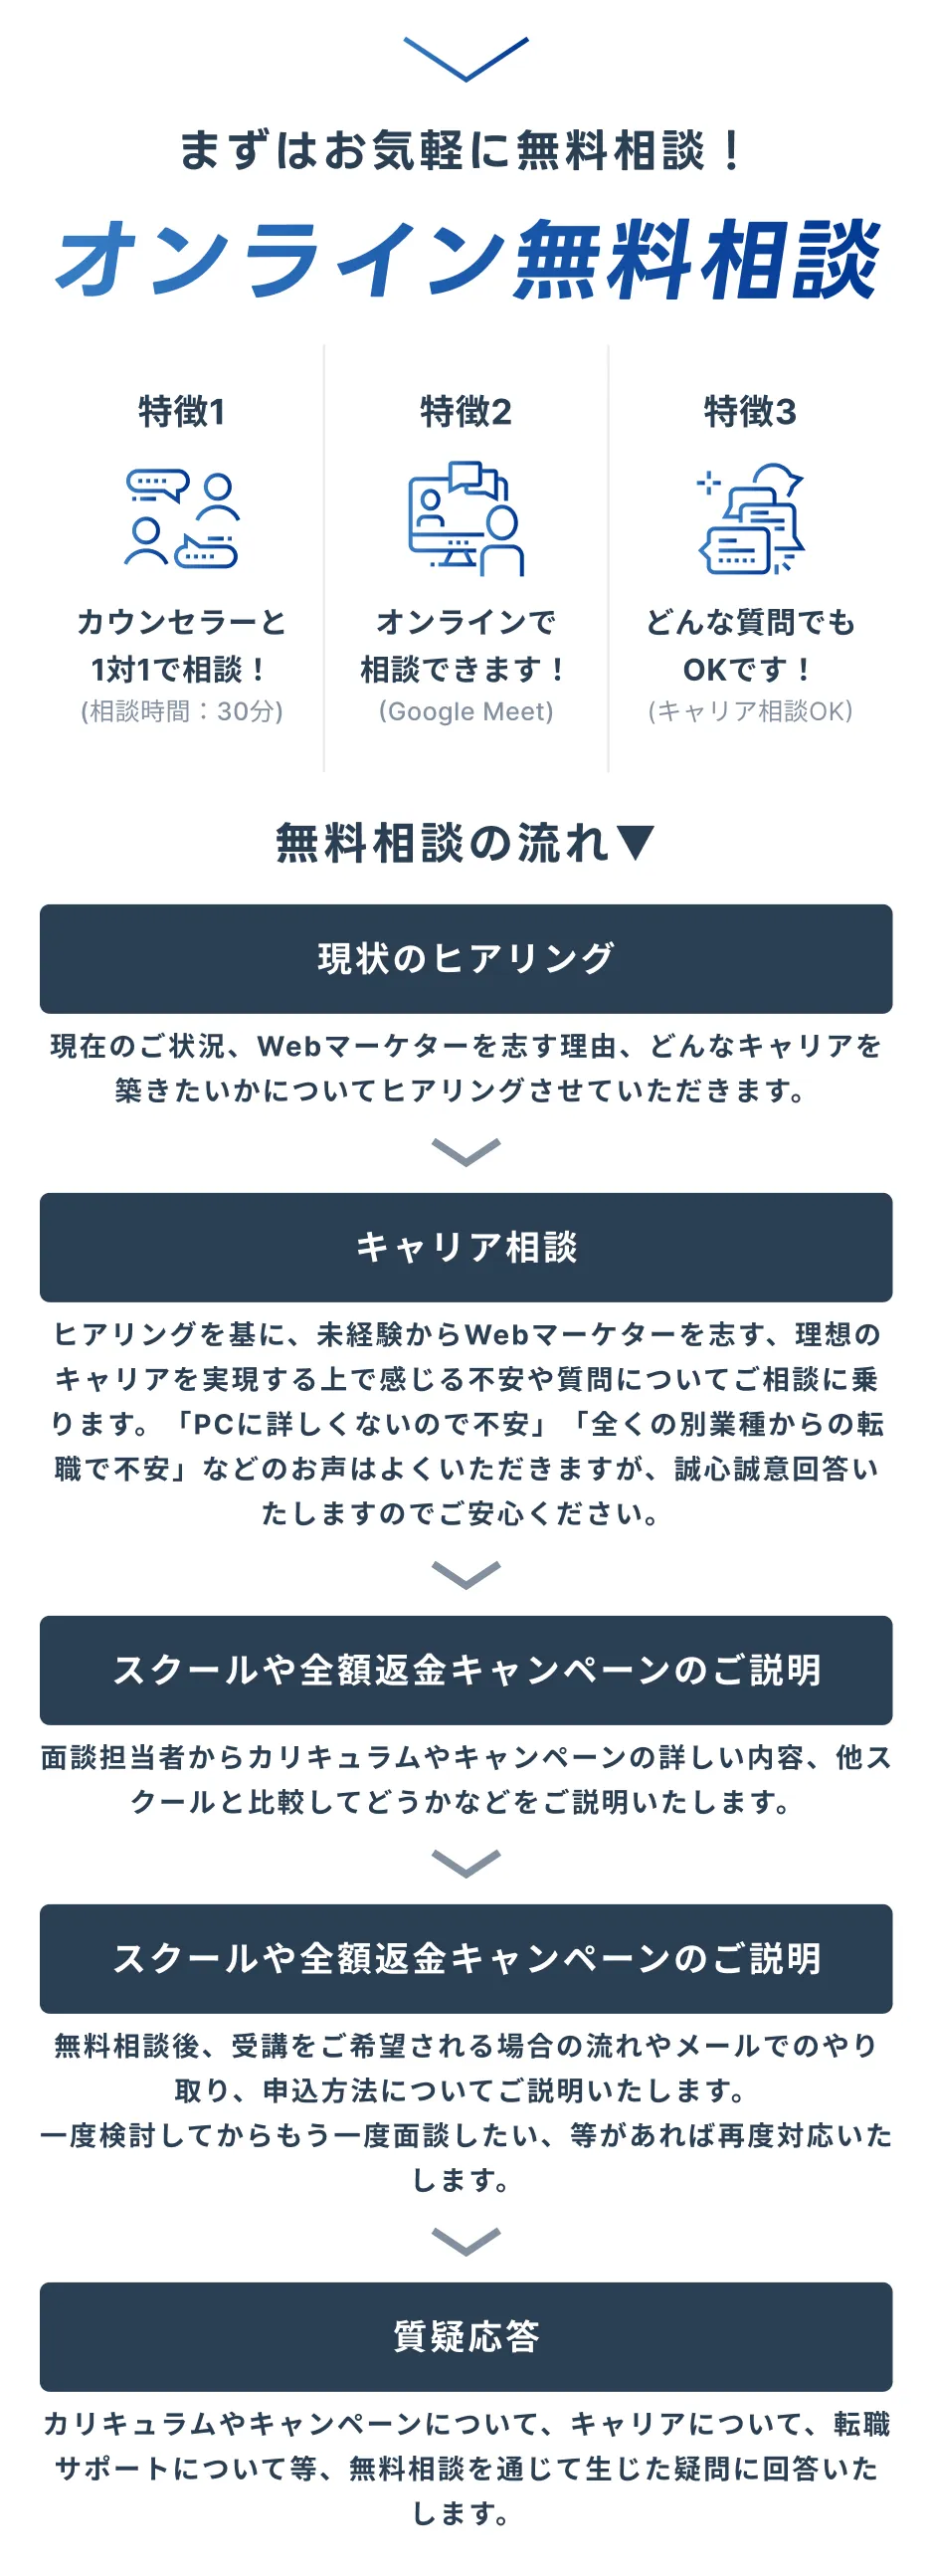 まずはお気軽に無料相談！
オンライン無料相談
特徴1
カウンセラーと
1対1で相談！
(相談時間：30分)
特徴2
オンラインで
相談できます！
(Google Meet)
特徴3
どんな質問でも
OKです！
(キャリア相談OK)
無料相談の流れ▼
現状のヒアリング
現在のご状況、Webマーケターを志す理由、どんなキャリアを
築きたいかについてヒアリングさせていただきます。
キャリア相談
ヒアリングを基に、未経験からWebマーケターを志す、理想の
キャリアを実現する上で感じる不安や質問についてご相談に乗
ります。「PCに詳しくないので不安」「全くの別業種からの転
職で不安」などのお声はよくいただきますが、誠心誠意回答い
たしますのでご安心ください。
スクールや全額返金キャンペーンのご説明
面談担当者からカリキュラムやキャンペーンの詳しい内容、他ス
クールと比較してどうかなどをご説明いたします。
スクールや全額返金キャンペーンのご説明
無料相談後、受講をご希望される場合の流れやメールでのやり
取り、申込方法についてご説明いたします。
一度検討してからもう一度面談したい、等があれば再度対応いた
します。
質疑応答
カリキュラムやキャンペーンについて、キャリアについて、転職
サポートについて等、無料相談を通じて生じた疑問に回答いた
します。